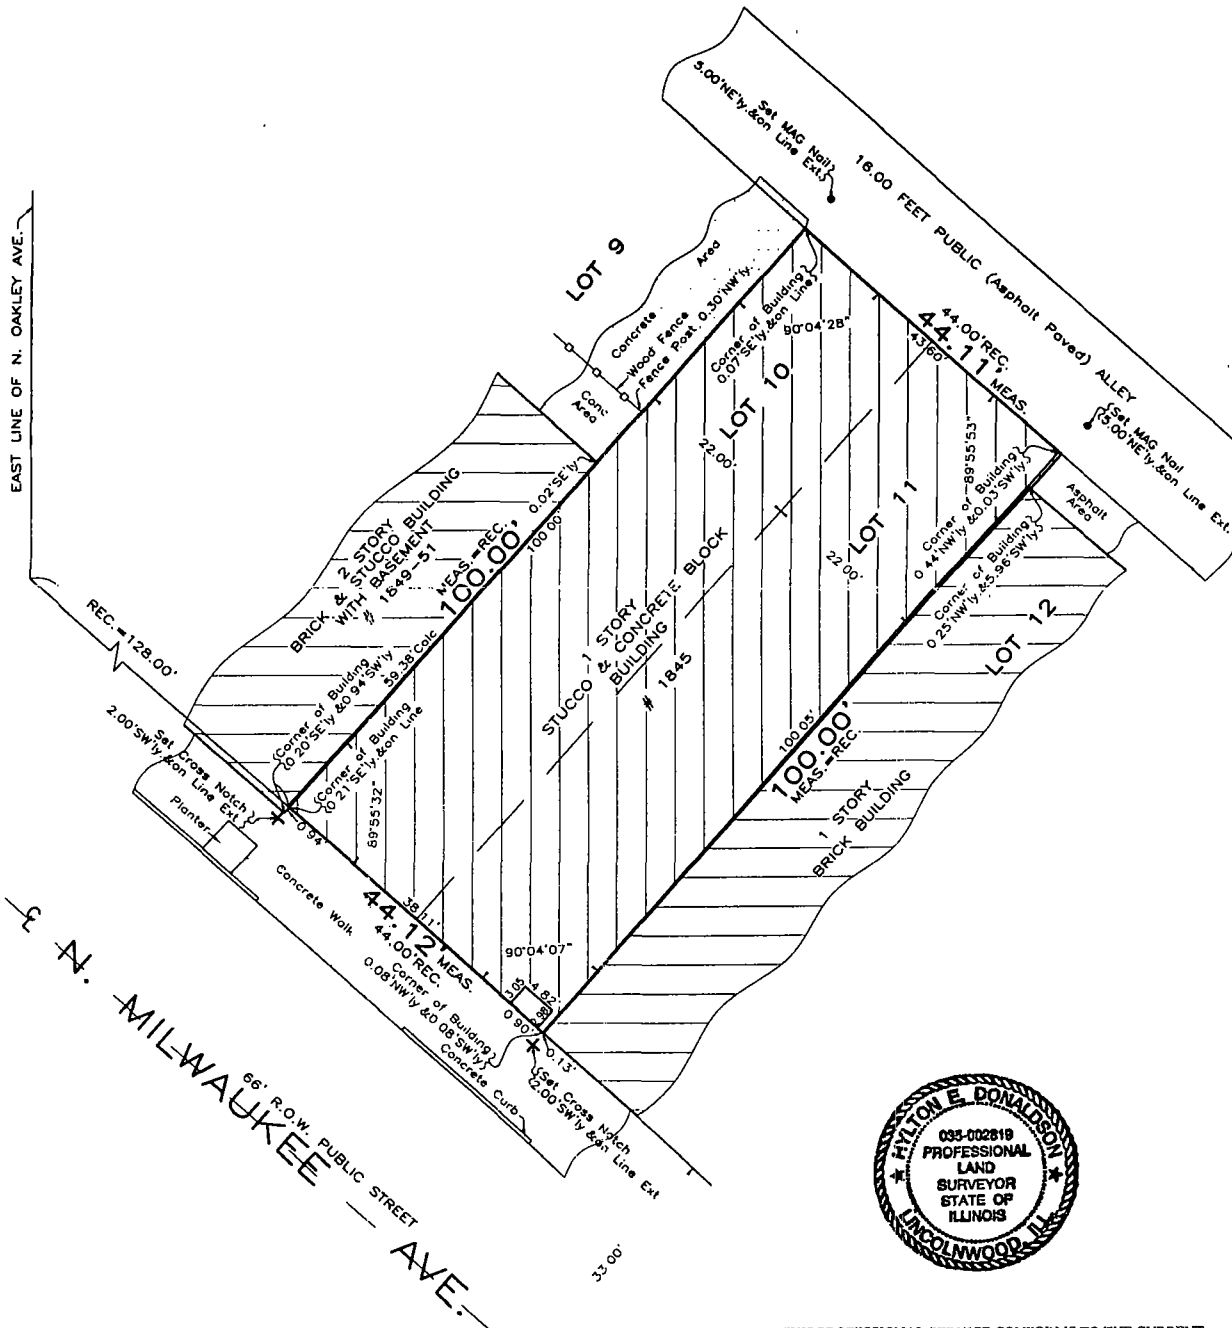 EAST LINE OF N. OAKLEY AVE.
REC.=128.00'
5.00'NE'ly.&on Line Ext.
Set MAG Nail
16.00 FEET PUBLIC (Asphalt Paved) ALLEY
Set MAG Nail
5.00'NE'ly.&on Line Ext.
LOT 9
Concrete Area
Wood Fence
Fence Post. 0.30'NW'ly.
Conc. Area
Corner of Building
0.07'SE'ly.&on Line
90°04'28"
44.00'REC.
44.11' MEAS.
43.60'
LOT 10
22.00'
LOT 11
22.00'
89°55'53"
Corner of Building
0.44'NW'ly &0.03'SW'ly.
Corner of Building
0.25'NW'ly.&5.96'SW'ly.
Asphalt Area
LOT 12
2 STORY
BRICK & STUCCO BUILDING
WITH BASEMENT
# 1849-51
MEAS.=REC.
100.00'
100.00'
0.02'SE'ly
59.38'Calc
1 STORY
STUCCO & CONCRETE BLOCK
BUILDING
# 1845
100.05'
100.00'
MEAS.=REC.
1 STORY
BRICK BUILDING
Corner of Building
0.20'SE'ly &0.94'SW'ly
Corner of Building
0.21'SE'ly.&on Line
Set Cross Notch
2.00'SW'ly.&on Line Ext.
Planter
0.94'
89°55'32"
Concrete Walk
38.11'
44.12' MEAS.
44.00'REC.
90°04'07"
Corner of Building
0.08'NW'ly &0.08'SW'ly
3.05
4.82'
2.98'
0.90'
0.13'
Concrete Curb
Set Cross Notch
2.00'SW'ly &on Line Ext
N. MILWAUKEE AVE.
66' R.O.W. PUBLIC STREET
33.00'
HYLTON E. DONALDSON
035-002819
PROFESSIONAL
LAND
SURVEYOR
STATE OF
ILLINOIS
LINCOLNWOOD, ILL.